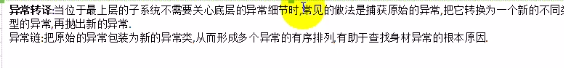 异常转译:当位于最上层的子系统不需要关心底层的异常细节时,常见的做法是捕获原始的异常,把它转换为一个新的不同类
型的异常,再抛出新的异常.
异常链:把原始的异常包装为新的异常类,从而形成多个异常的有序排列,有助于查找身材异常的根本原因.